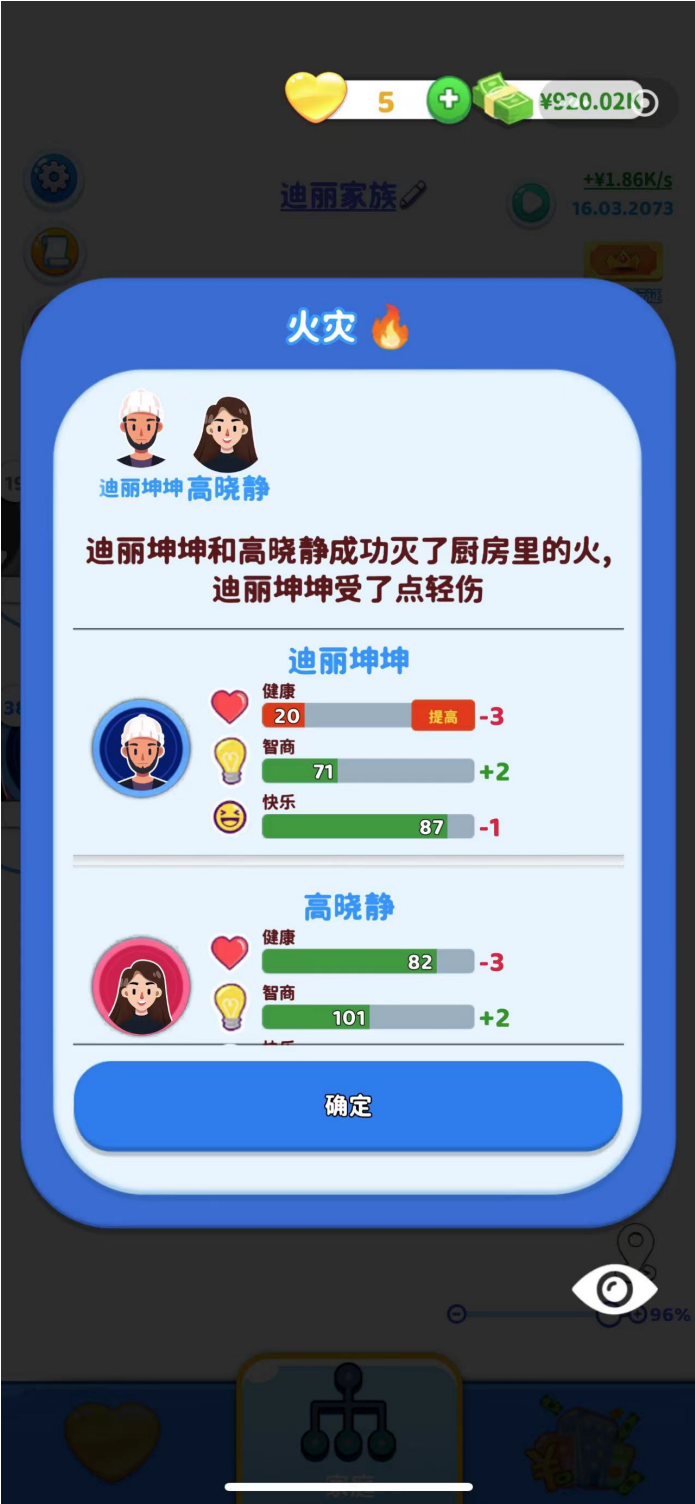 5
¥920.02K
迪丽家族
+¥1.86K/s
16.03.2073
火灾
迪丽坤坤 高晓静
迪丽坤坤和高晓静成功灭了厨房里的火,
迪丽坤坤受了点轻伤
迪丽坤坤
健康
20 提高 -3
智商
71 +2
快乐
87 -1
高晓静
健康
82 -3
智商
101 +2
确定
96%
家庭